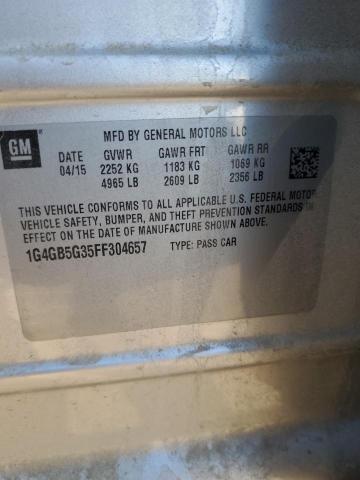 GM
MFD BY GENERAL MOTORS LLC
DATE GVWR GAWR FRT GAWR RR
04/15 2252 KG 1183 KG 1069 KG
4965 LB 2609 LB 2356 LB
THIS VEHICLE CONFORMS TO ALL APPLICABLE U.S. FEDERAL MOTOR
VEHICLE SAFETY, BUMPER, AND THEFT PREVENTION STANDARDS IN
EFFECT ON THE DATE OF MANUFACTURE SHOWN ABOVE.
1G4GB5G35FF304657 TYPE: PASS CAR